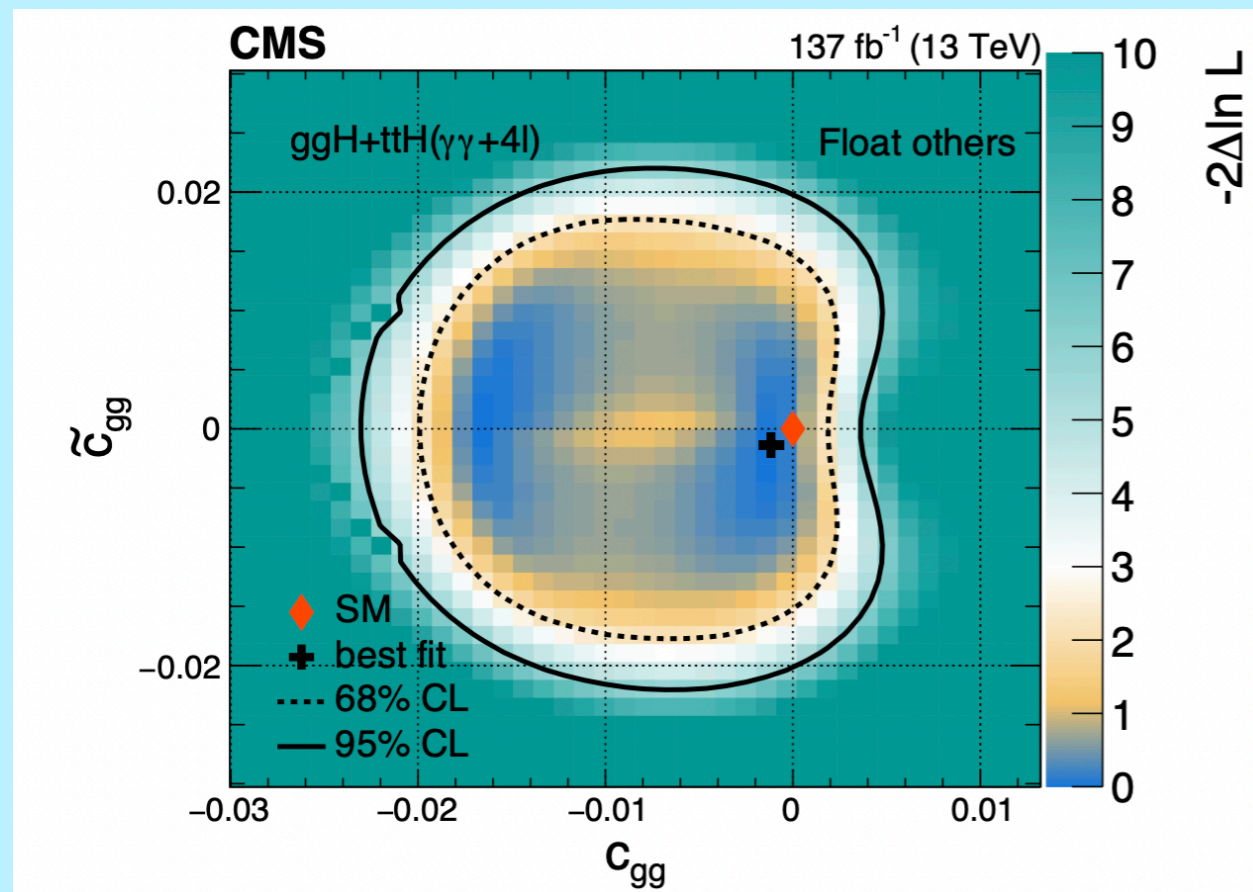 CMS
137 fb⁻¹ (13 TeV)
ggH+ttH(γγ+4l)
Float others
SM
best fit
68% CL
95% CL
0.02
0
−0.02
c̃gg
−0.03
−0.02
−0.01
0
0.01
cgg
10
9
8
7
6
5
4
3
2
1
0
-2Δln L